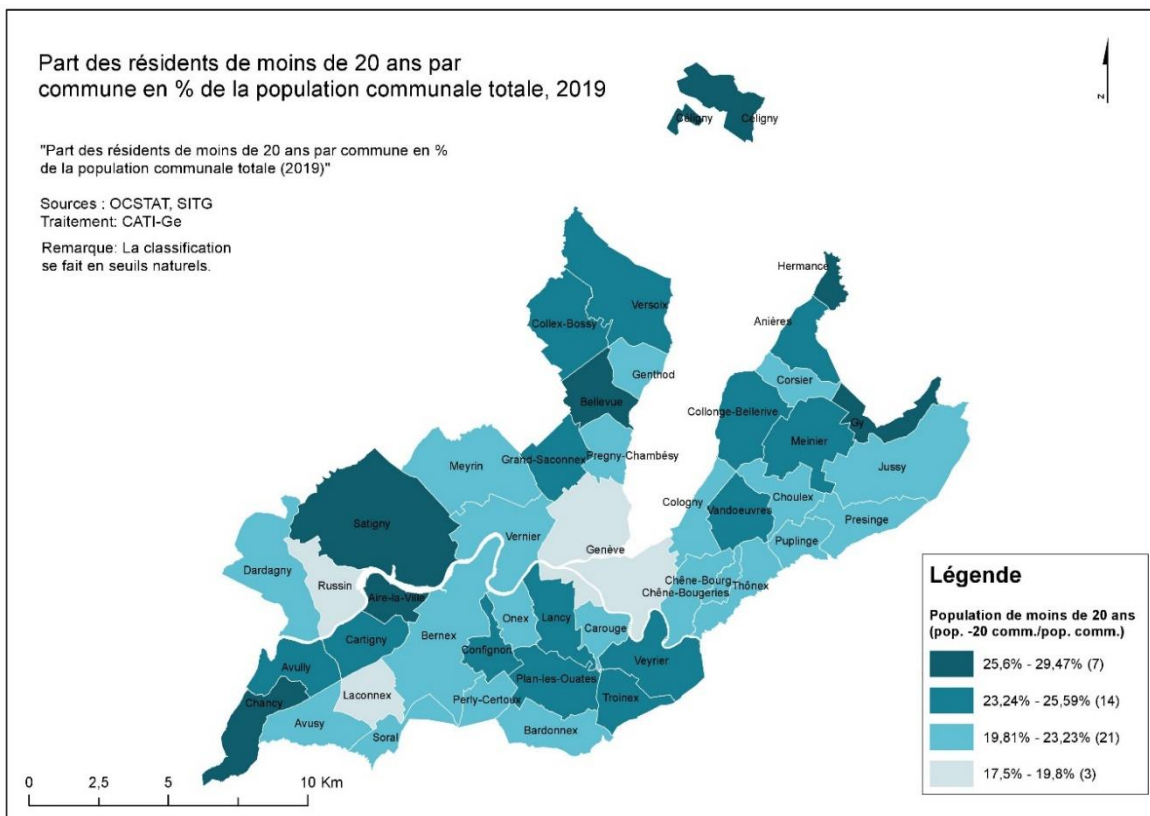 Part des résidents de moins de 20 ans par
commune en % de la population communale totale, 2019
"Part des résidents de moins de 20 ans par commune en %
de la population communale totale (2019)"
Sources : OCSTAT, SITG
Traitement: CATI-Ge
Remarque: La classification
se fait en seuils naturels.
z
Céligny
Céligny
Hermance
Versoix
Anières
Collex-Bossy
Genthod
Corsier
Bellevue
Collonge-Bellerive
Gy
Meinier
Pregny-Chambésy
Grand-Saconnex
Meyrin
Jussy
Choulex
Cologny
Vandoeuvres
Presinge
Satigny
Vernier
Puplinge
Genève
Dardagny
Russin
Chêne-Bourg
Thônex
Chêne-Bougeries
Aire-la-Ville
Onex
Lancy
Carouge
Cartigny
Bernex
Confignon
Veyrier
Avully
Plan-les-Ouates
Laconnex
Troinex
Chancy
Perly-Certoux
Avusy
Bardonnex
Soral
Légende
Population de moins de 20 ans
(pop. -20 comm./pop. comm.)
25,6% - 29,47% (7)
23,24% - 25,59% (14)
19,81% - 23,23% (21)
17,5% - 19,8% (3)
0 2,5 5 10 Km